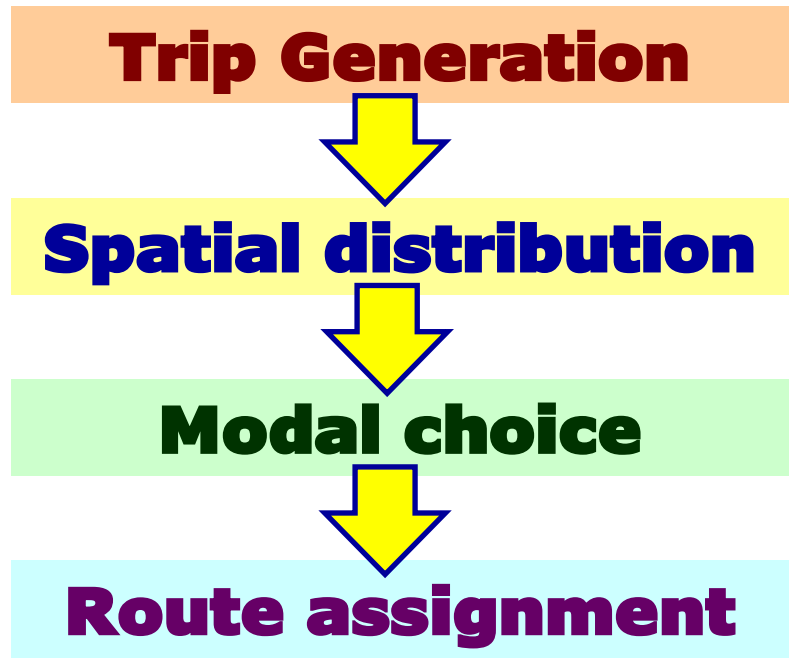 Trip Generation
Spatial distribution
Modal choice
Route assignment